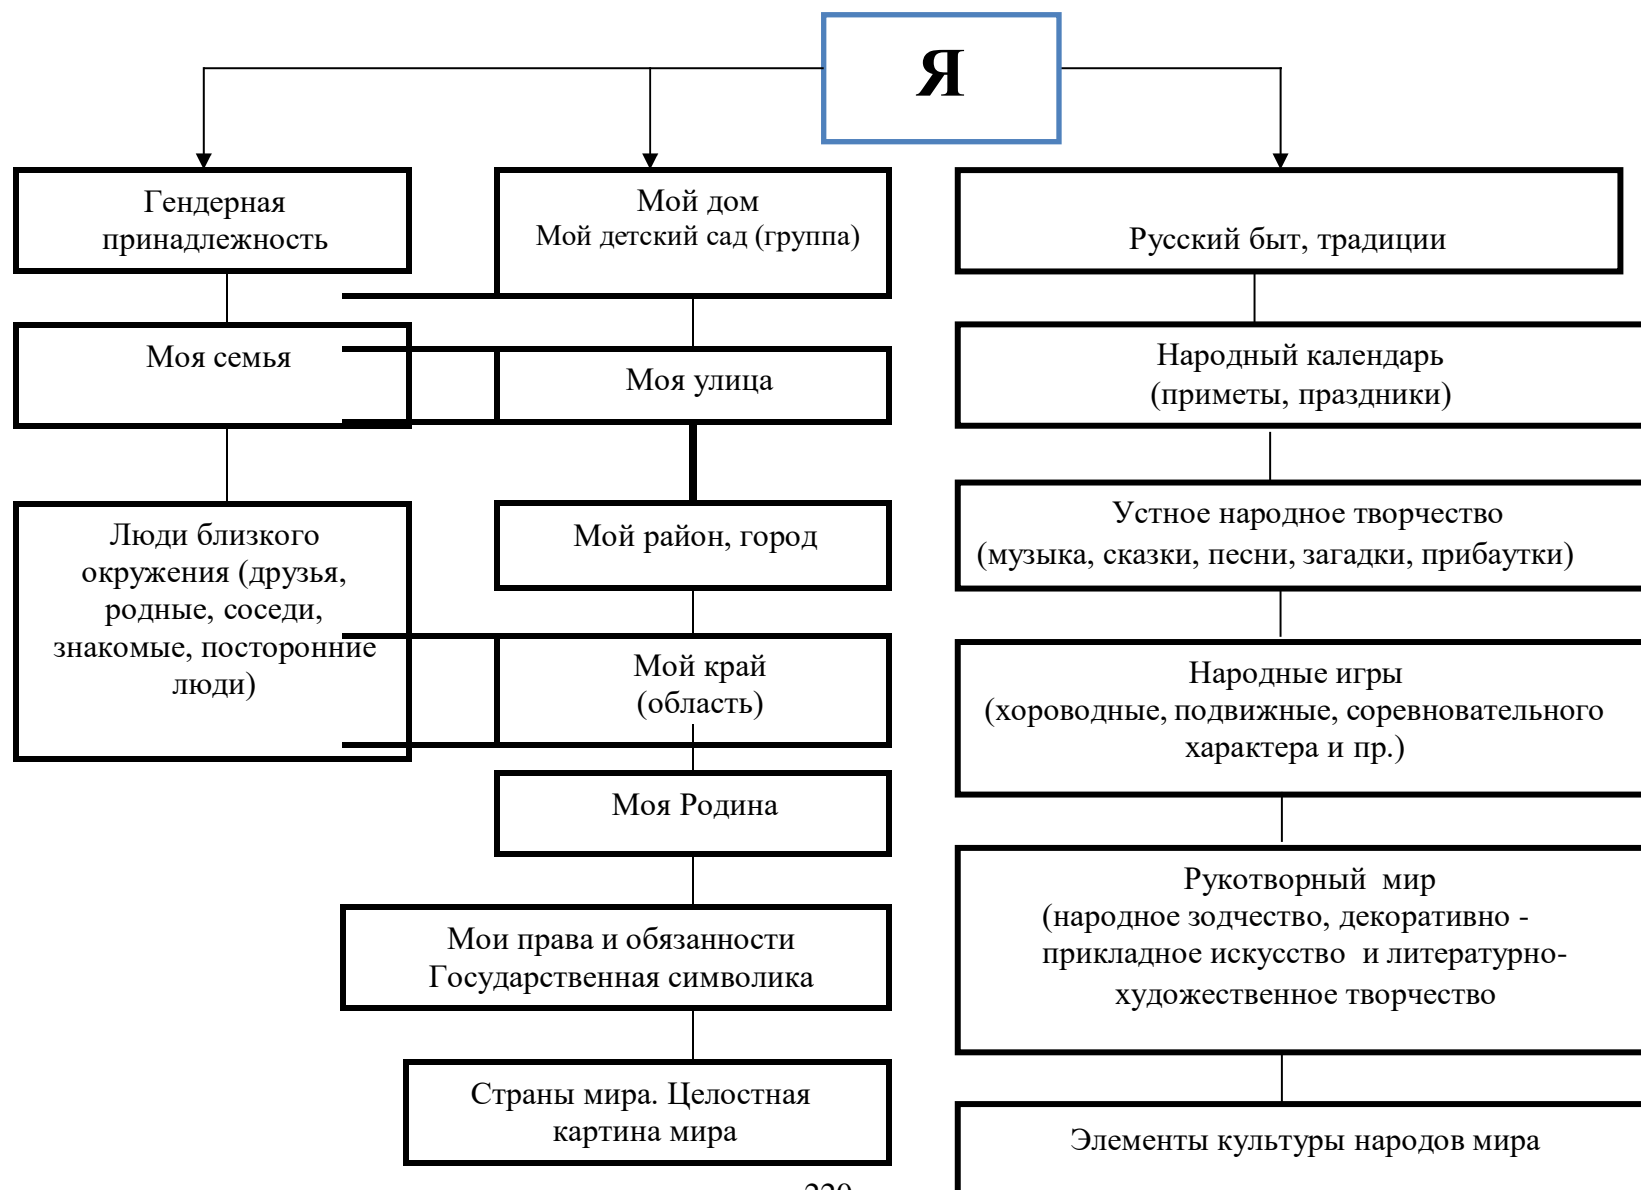 Я
Гендерная
принадлежность
Моя семья
Люди близкого
окружения (друзья,
родные, соседи,
знакомые, посторонние
люди)
Мой дом
Мой детский сад (группа)
Моя улица
Мой район, город
Мой край
(область)
Моя Родина
Мои права и обязанности
Государственная символика
Страны мира. Целостная
картина мира
Русский быт, традиции
Народный календарь
(приметы, праздники)
Устное народное творчество
(музыка, сказки, песни, загадки, прибаутки)
Народные игры
(хороводные, подвижные, соревновательного
характера и пр.)
Рукотворный  мир
(народное зодчество, декоративно -
прикладное искусство  и литературно-
художественное творчество
Элементы культуры народов мира